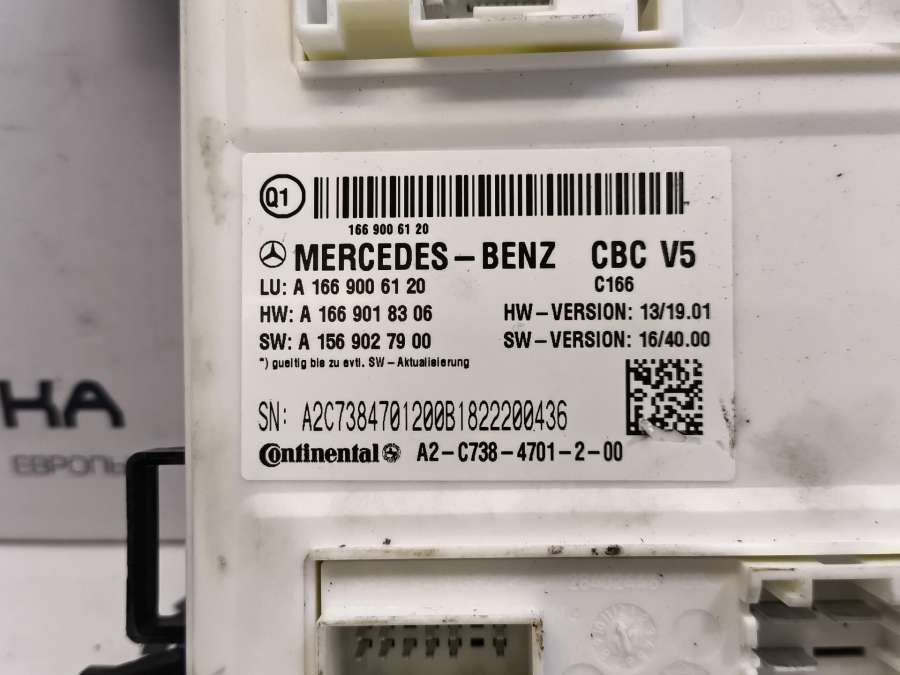 Q1
166 900 61 20
MERCEDES-BENZ CBC V5
LU: A 166 900 61 20 C166
HW: A 166 901 83 06 HW-VERSION: 13/19.01
SW: A 156 902 79 00 SW-VERSION: 16/40.00
*) gueltig bis zu evtl. SW-Aktualisierung
SN: A2C7384701200B1822200436
Continental A2-C738-4701-2-00
НКА
ЕВРОПЬ